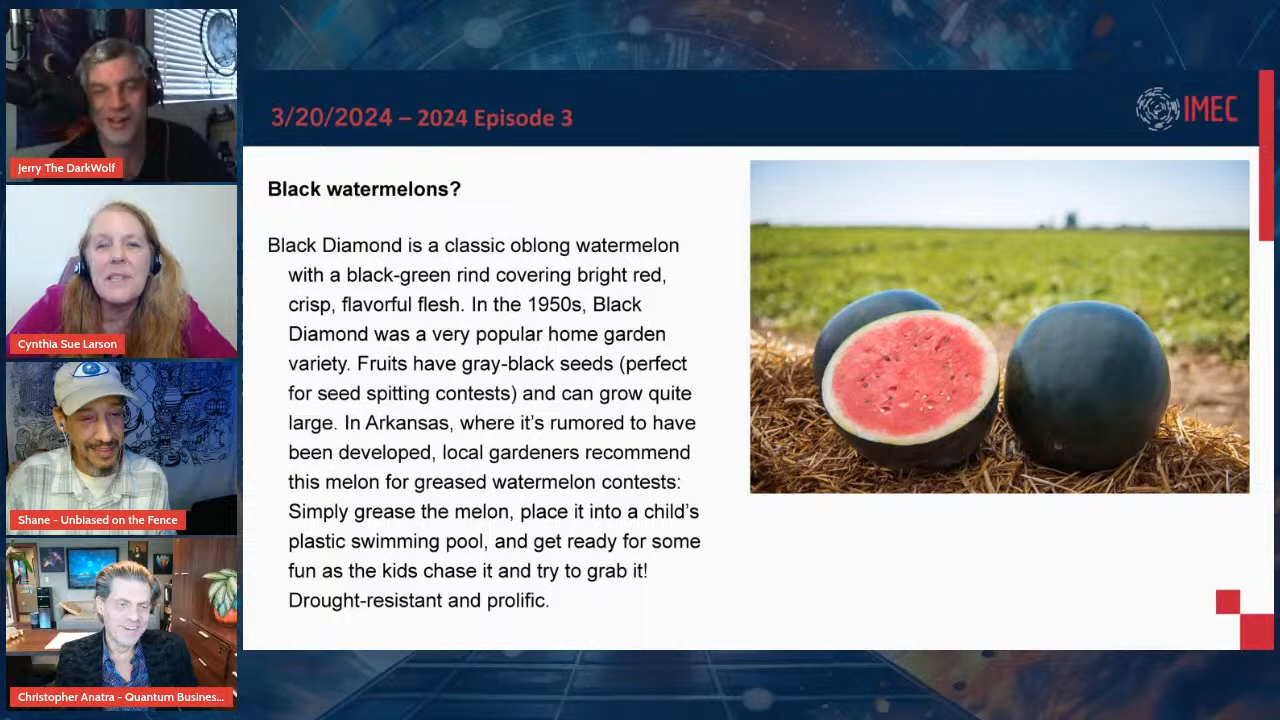 Jerry The DarkWolf
Cynthia Sue Larson
Shane - Unbiased on the Fence
Christopher Anatra - Quantum Busines...
3/20/2024 – 2024 Episode 3
IMEC
Black watermelons?
Black Diamond is a classic oblong watermelon
with a black-green rind covering bright red,
crisp, flavorful flesh. In the 1950s, Black
Diamond was a very popular home garden
variety. Fruits have gray-black seeds (perfect
for seed spitting contests) and can grow quite
large. In Arkansas, where it’s rumored to have
been developed, local gardeners recommend
this melon for greased watermelon contests:
Simply grease the melon, place it into a child’s
plastic swimming pool, and get ready for some
fun as the kids chase it and try to grab it!
Drought-resistant and prolific.